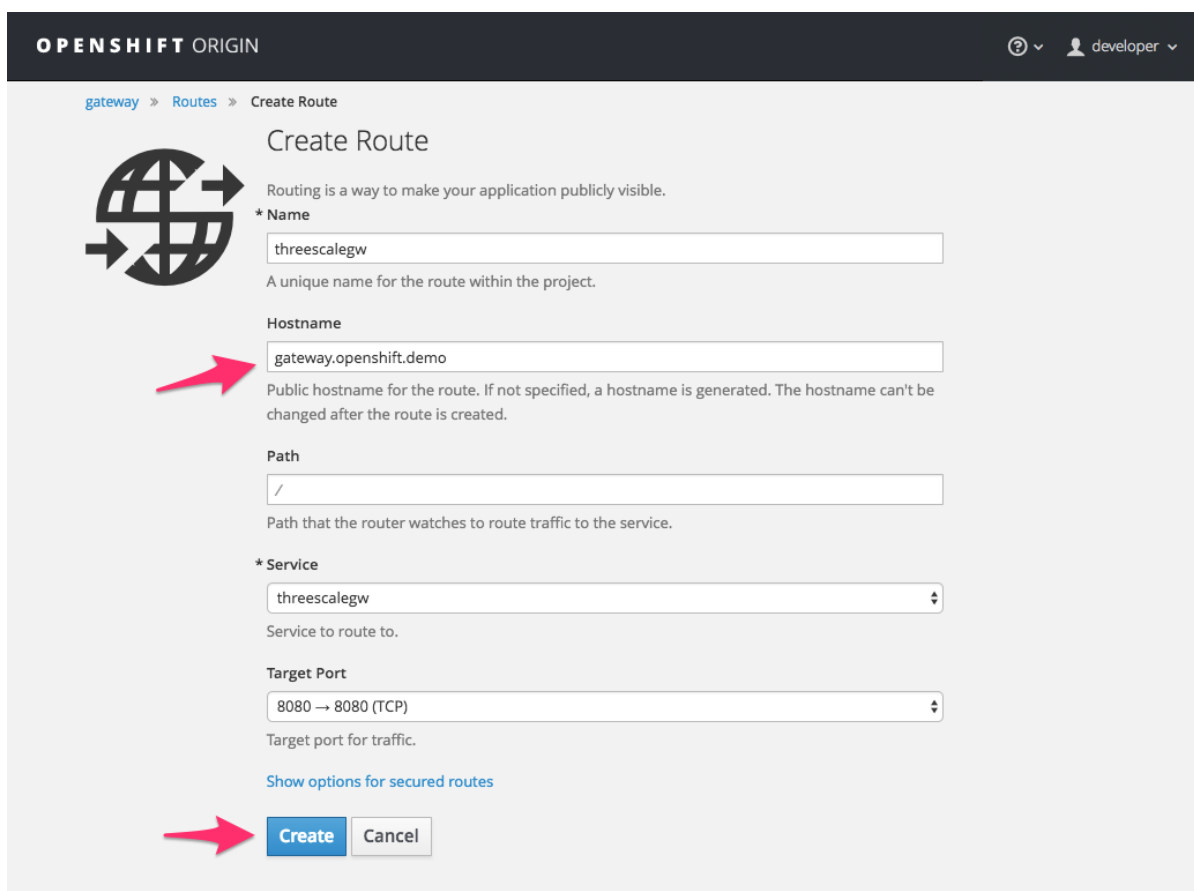 OPENSHIFT ORIGIN
developer
gateway » Routes » Create Route
Create Route
Routing is a way to make your application publicly visible.
* Name
threescalegw
A unique name for the route within the project.
Hostname
gateway.openshift.demo
Public hostname for the route. If not specified, a hostname is generated. The hostname can't be
changed after the route is created.
Path
/
Path that the router watches to route traffic to the service.
* Service
threescalegw
Service to route to.
Target Port
8080 → 8080 (TCP)
Target port for traffic.
Show options for secured routes
Create Cancel